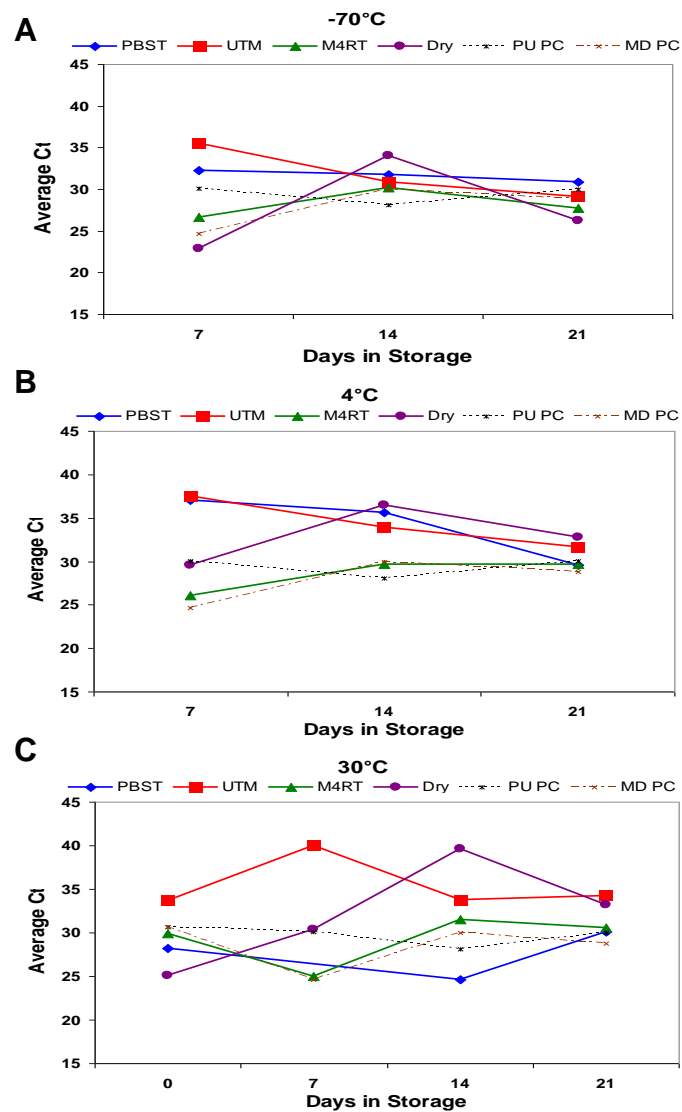 A
-70°C
PBST UTM M4RT Dry PU PC MD PC
45
40
35
30
25
20
15
Average Ct
7 14 21
Days in Storage
B
4°C
PBST UTM M4RT Dry PU PC MD PC
45
40
35
30
25
20
15
Average Ct
7 14 21
Days in Storage
C
30°C
PBST UTM M4RT Dry PU PC MD PC
45
40
35
30
25
20
15
Average Ct
0 7 14 21
Days in Storage